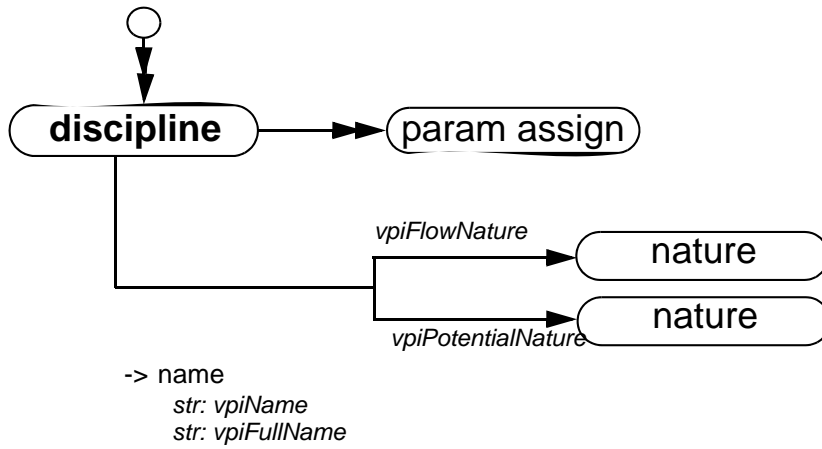 discipline
param assign
vpiFlowNature
nature
nature
vpiPotentialNature
-> name
str: vpiName
str: vpiFullName